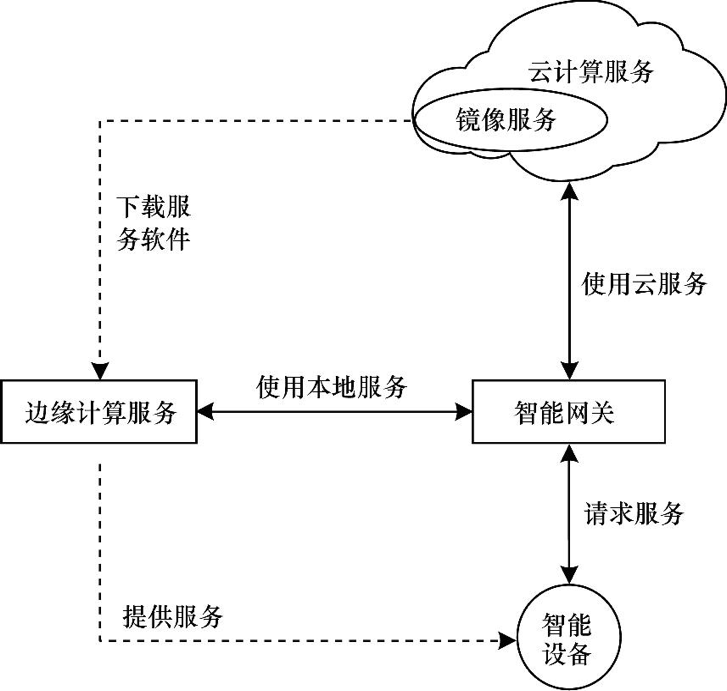 云计算服务
镜像服务
下载服
务软件
使用云服务
使用本地服务
边缘计算服务
智能网关
请求服务
提供服务
智能
设备